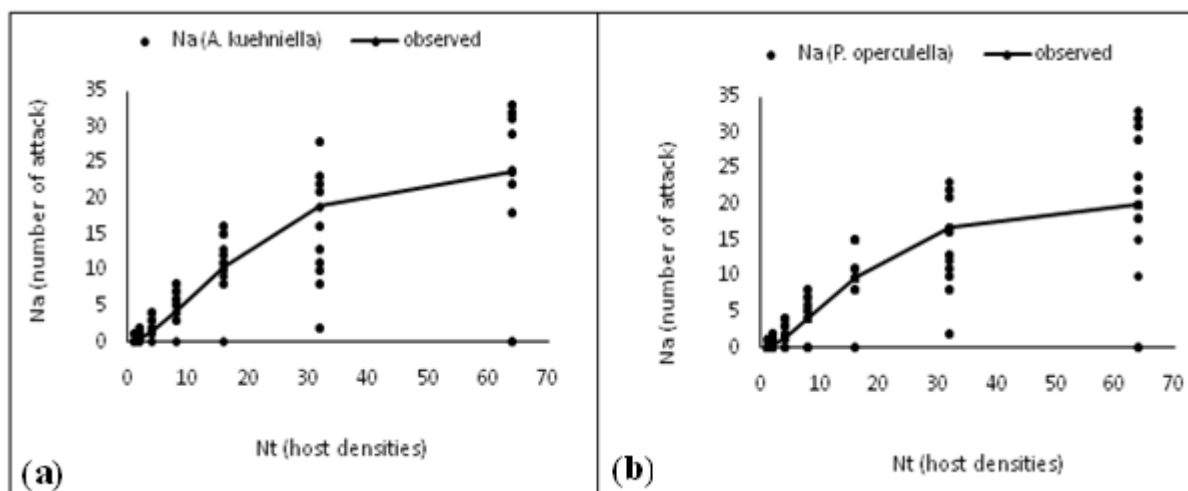 Na (A. kuehniella) observed
Na (number of attack)
35
30
25
20
15
10
5
0
0 10 20 30 40 50 60 70
Nt (host densities)
(a)
Na (P. operculella) observed
Na (number of attack)
35
30
25
20
15
10
5
0
0 10 20 30 40 50 60 70
Nt (host densities)
(b)